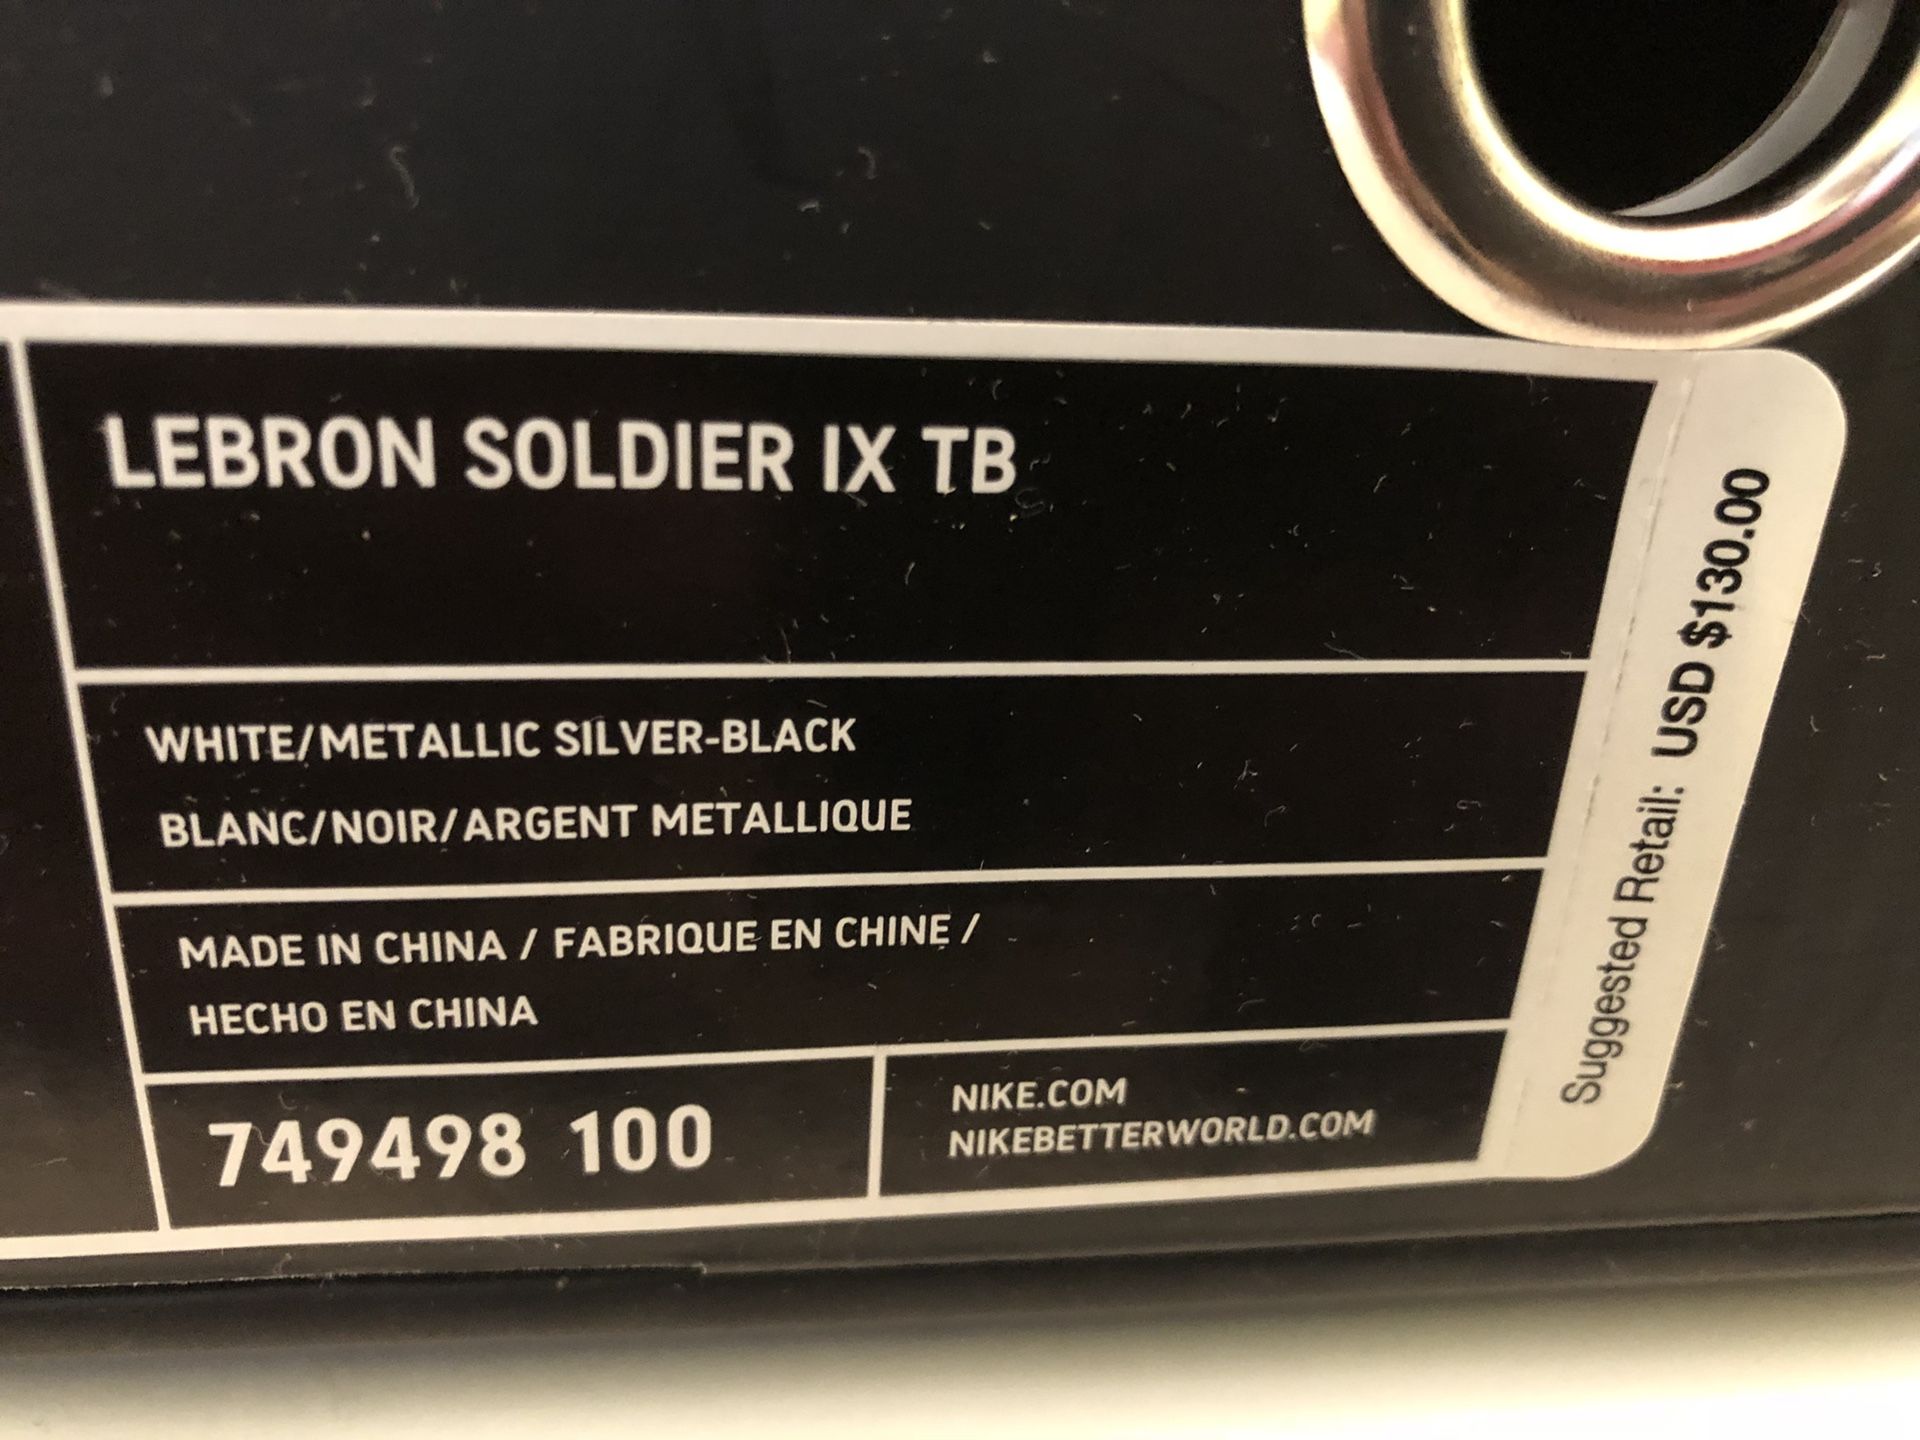 LEBRON SOLDIER IX TB
WHITE/METALLIC SILVER-BLACK
BLANC/NOIR/ARGENT METALLIQUE
MADE IN CHINA / FABRIQUE EN CHINE /
HECHO EN CHINA
749498 100
NIKE.COM
NIKEBETTERWORLD.COM
Suggested Retail: USD $130.00